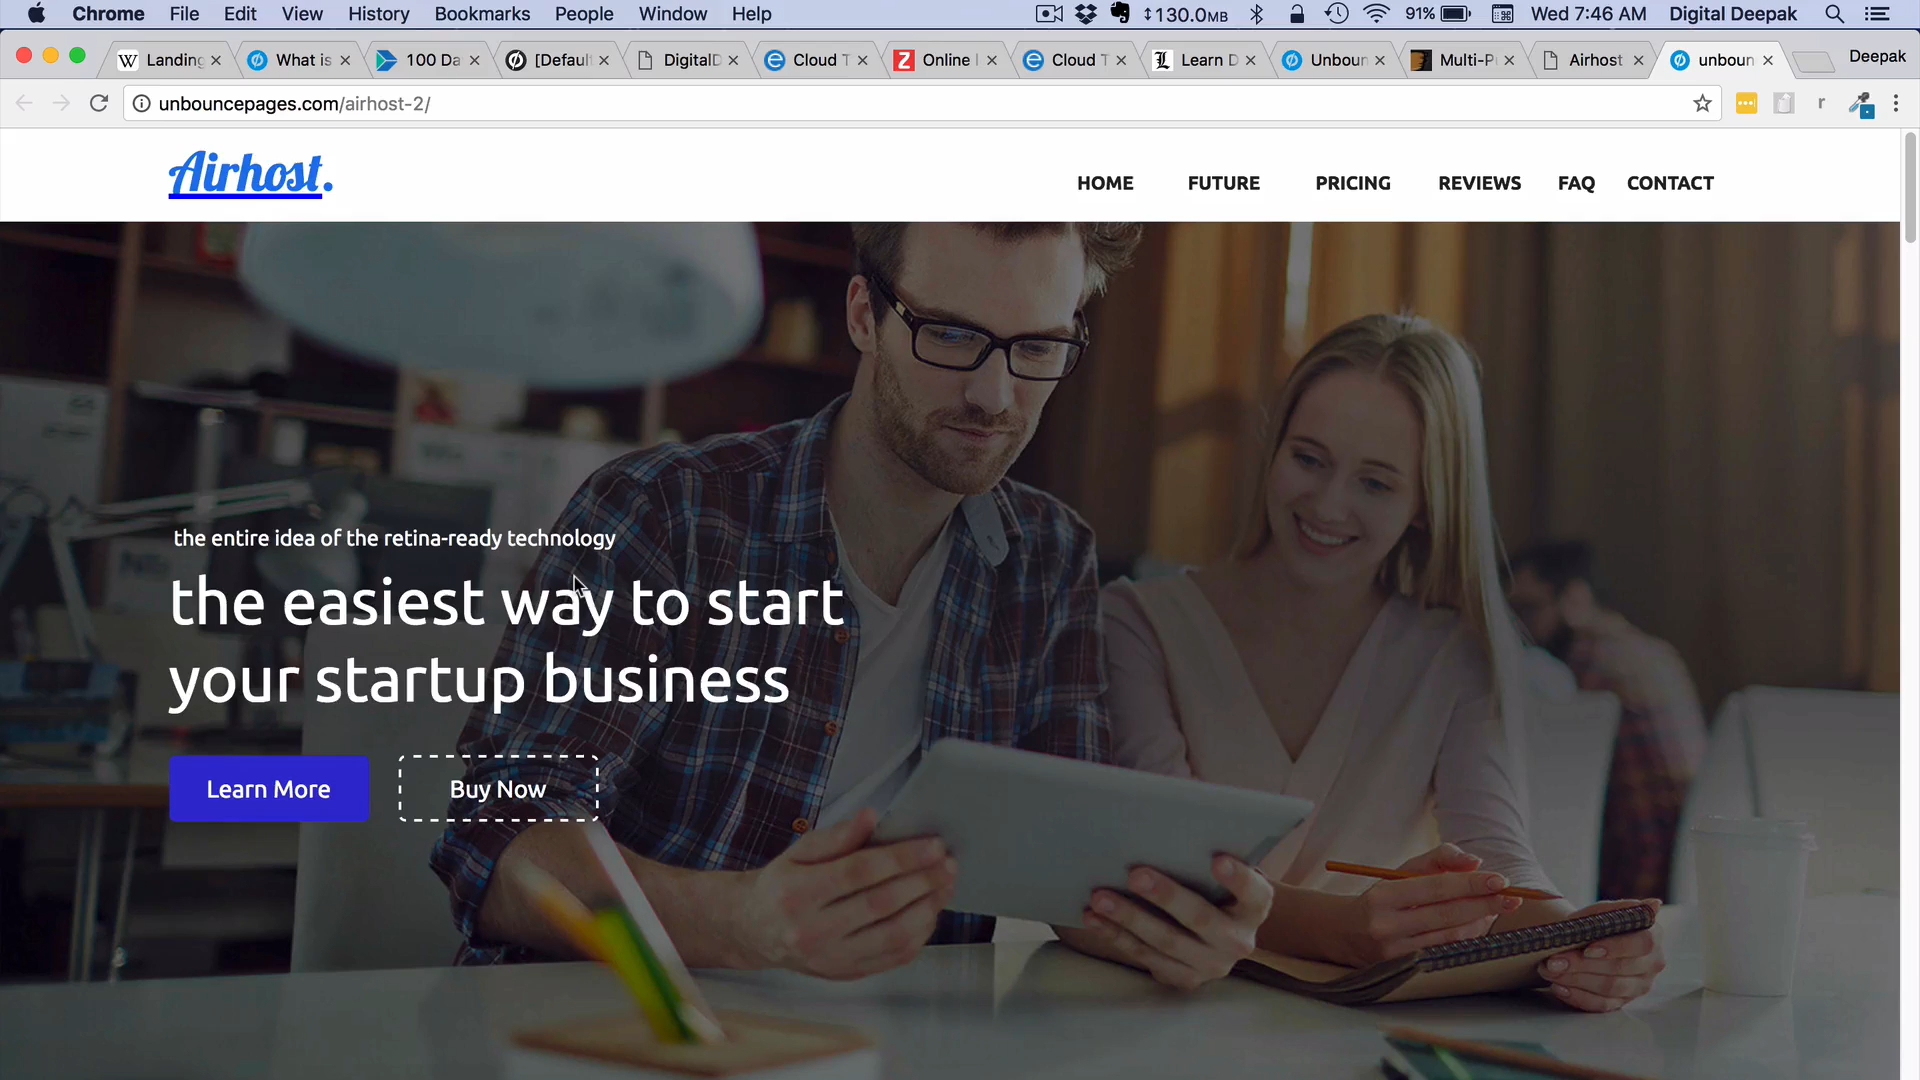 Chrome File Edit View History Bookmarks People Window Help 130.0MB 91% Wed 7:46 AM Digital Deepak
Landing What is 100 Da [Defaul DigitalD Cloud T Online Cloud T Learn D Unboun Multi-P Airhost unboun Deepak
unbouncepages.com/airhost-2/ r
Airhost.
HOME FUTURE PRICING REVIEWS FAQ CONTACT
the entire idea of the retina-ready technology
the easiest way to start
your startup business
Learn More Buy Now